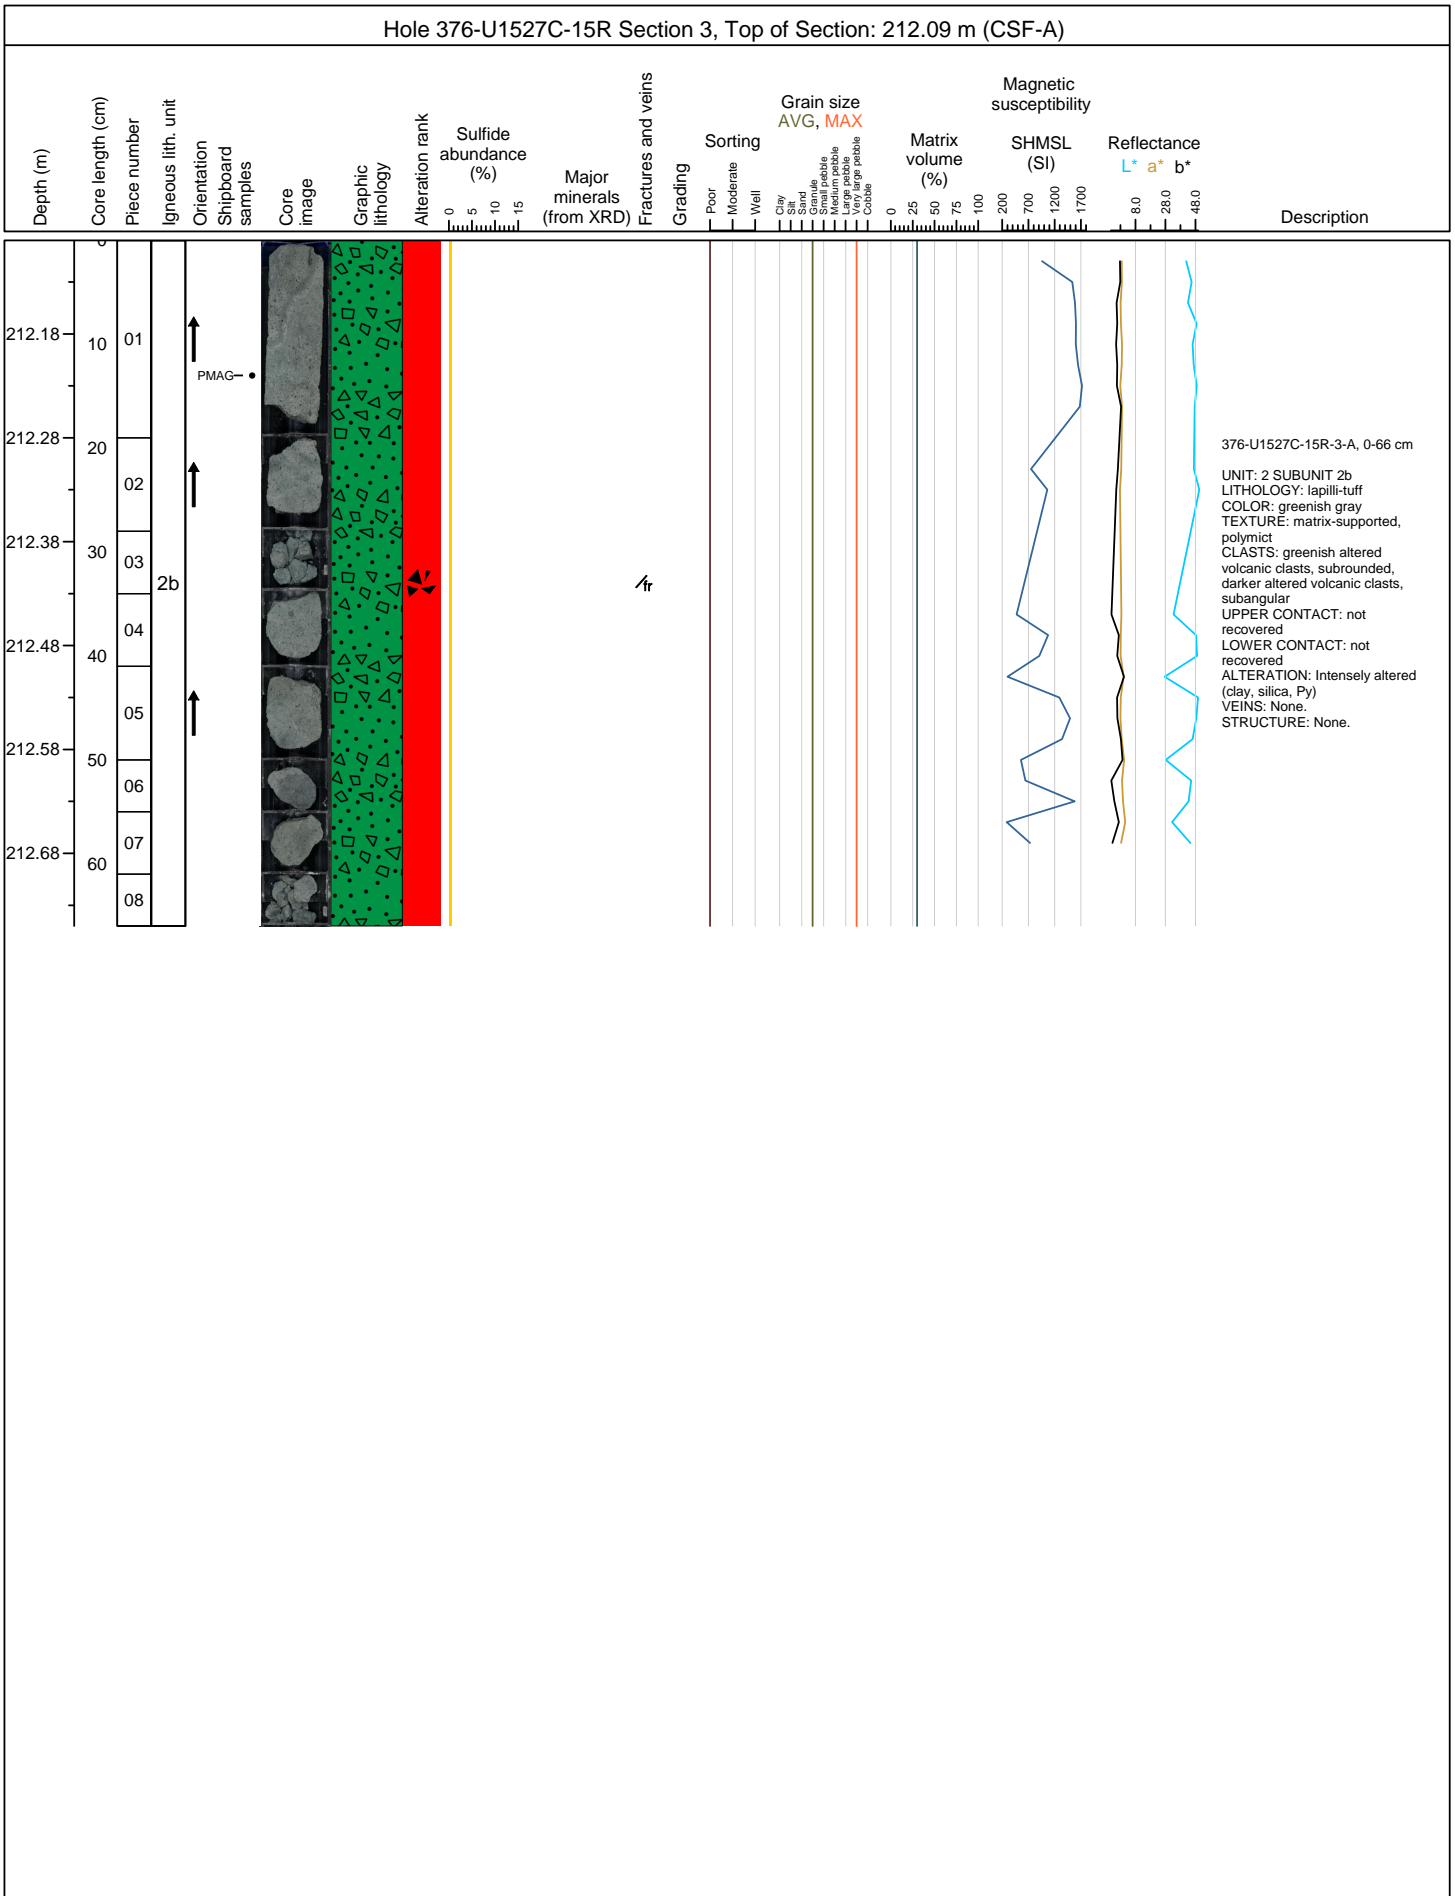 Hole 376-U1527C-15R Section 3, Top of Section: 212.09 m (CSF-A)
Depth (m)
Core length (cm)
Piece number
Igneous lith. unit
Orientation
Shipboard
samples
Core
image
Graphic
lithology
Alteration rank
Sulfide
abundance
(%)
0 5 10 15
Major
minerals
(from XRD)
Fractures and veins
Grading
Sorting
Poor
Moderate
Well
Grain size
AVG, MAX
Clay
Silt
Sand
Granule
Small pebble
Medium pebble
Large pebble
Very large pebble
Cobble
Matrix
volume
(%)
0 25 50 75 100
Magnetic
susceptibility
SHMSL
(SI)
200 700 1200 1700
Reflectance
L* a* b*
8.0 28.0 48.0
Description
0
212.18
10
01
PMAG
212.28
20
02
212.38
30
03
2b
fr
04
212.48
40
05
212.58
50
06
07
212.68
60
08
376-U1527C-15R-3-A, 0-66 cm
UNIT: 2 SUBUNIT 2b
LITHOLOGY: lapilli-tuff
COLOR: greenish gray
TEXTURE: matrix-supported,
polymict
CLASTS: greenish altered
volcanic clasts, subrounded,
darker altered volcanic clasts,
subangular
UPPER CONTACT: not
recovered
LOWER CONTACT: not
recovered
ALTERATION: Intensely altered
(clay, silica, Py)
VEINS: None.
STRUCTURE: None.